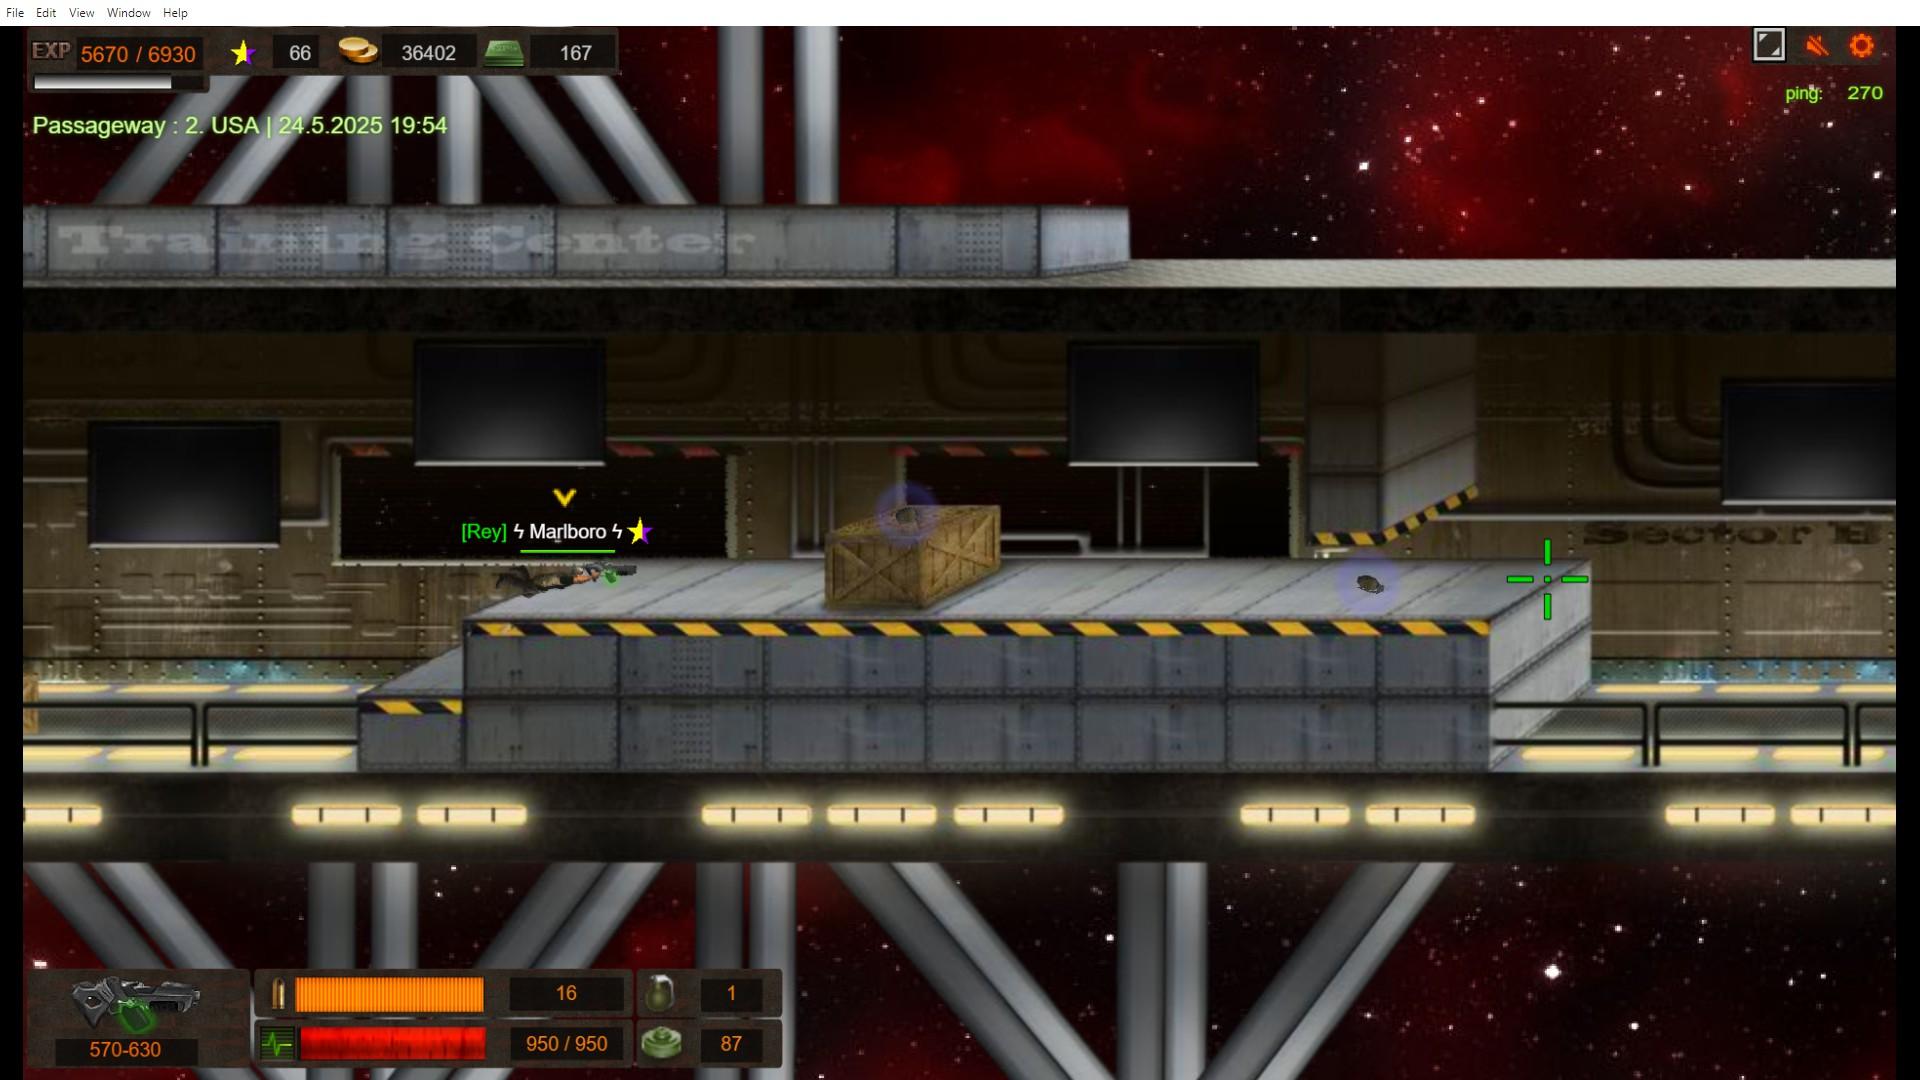 File Edit View Window Help
EXP 5670 / 6930 66 36402 167
ping: 270
Passageway : 2. USA | 24.5.2025 19:54
Training Center
[Rey] ϟ Marlboro ϟ
Sector B
16 1
570-630 950 / 950 87